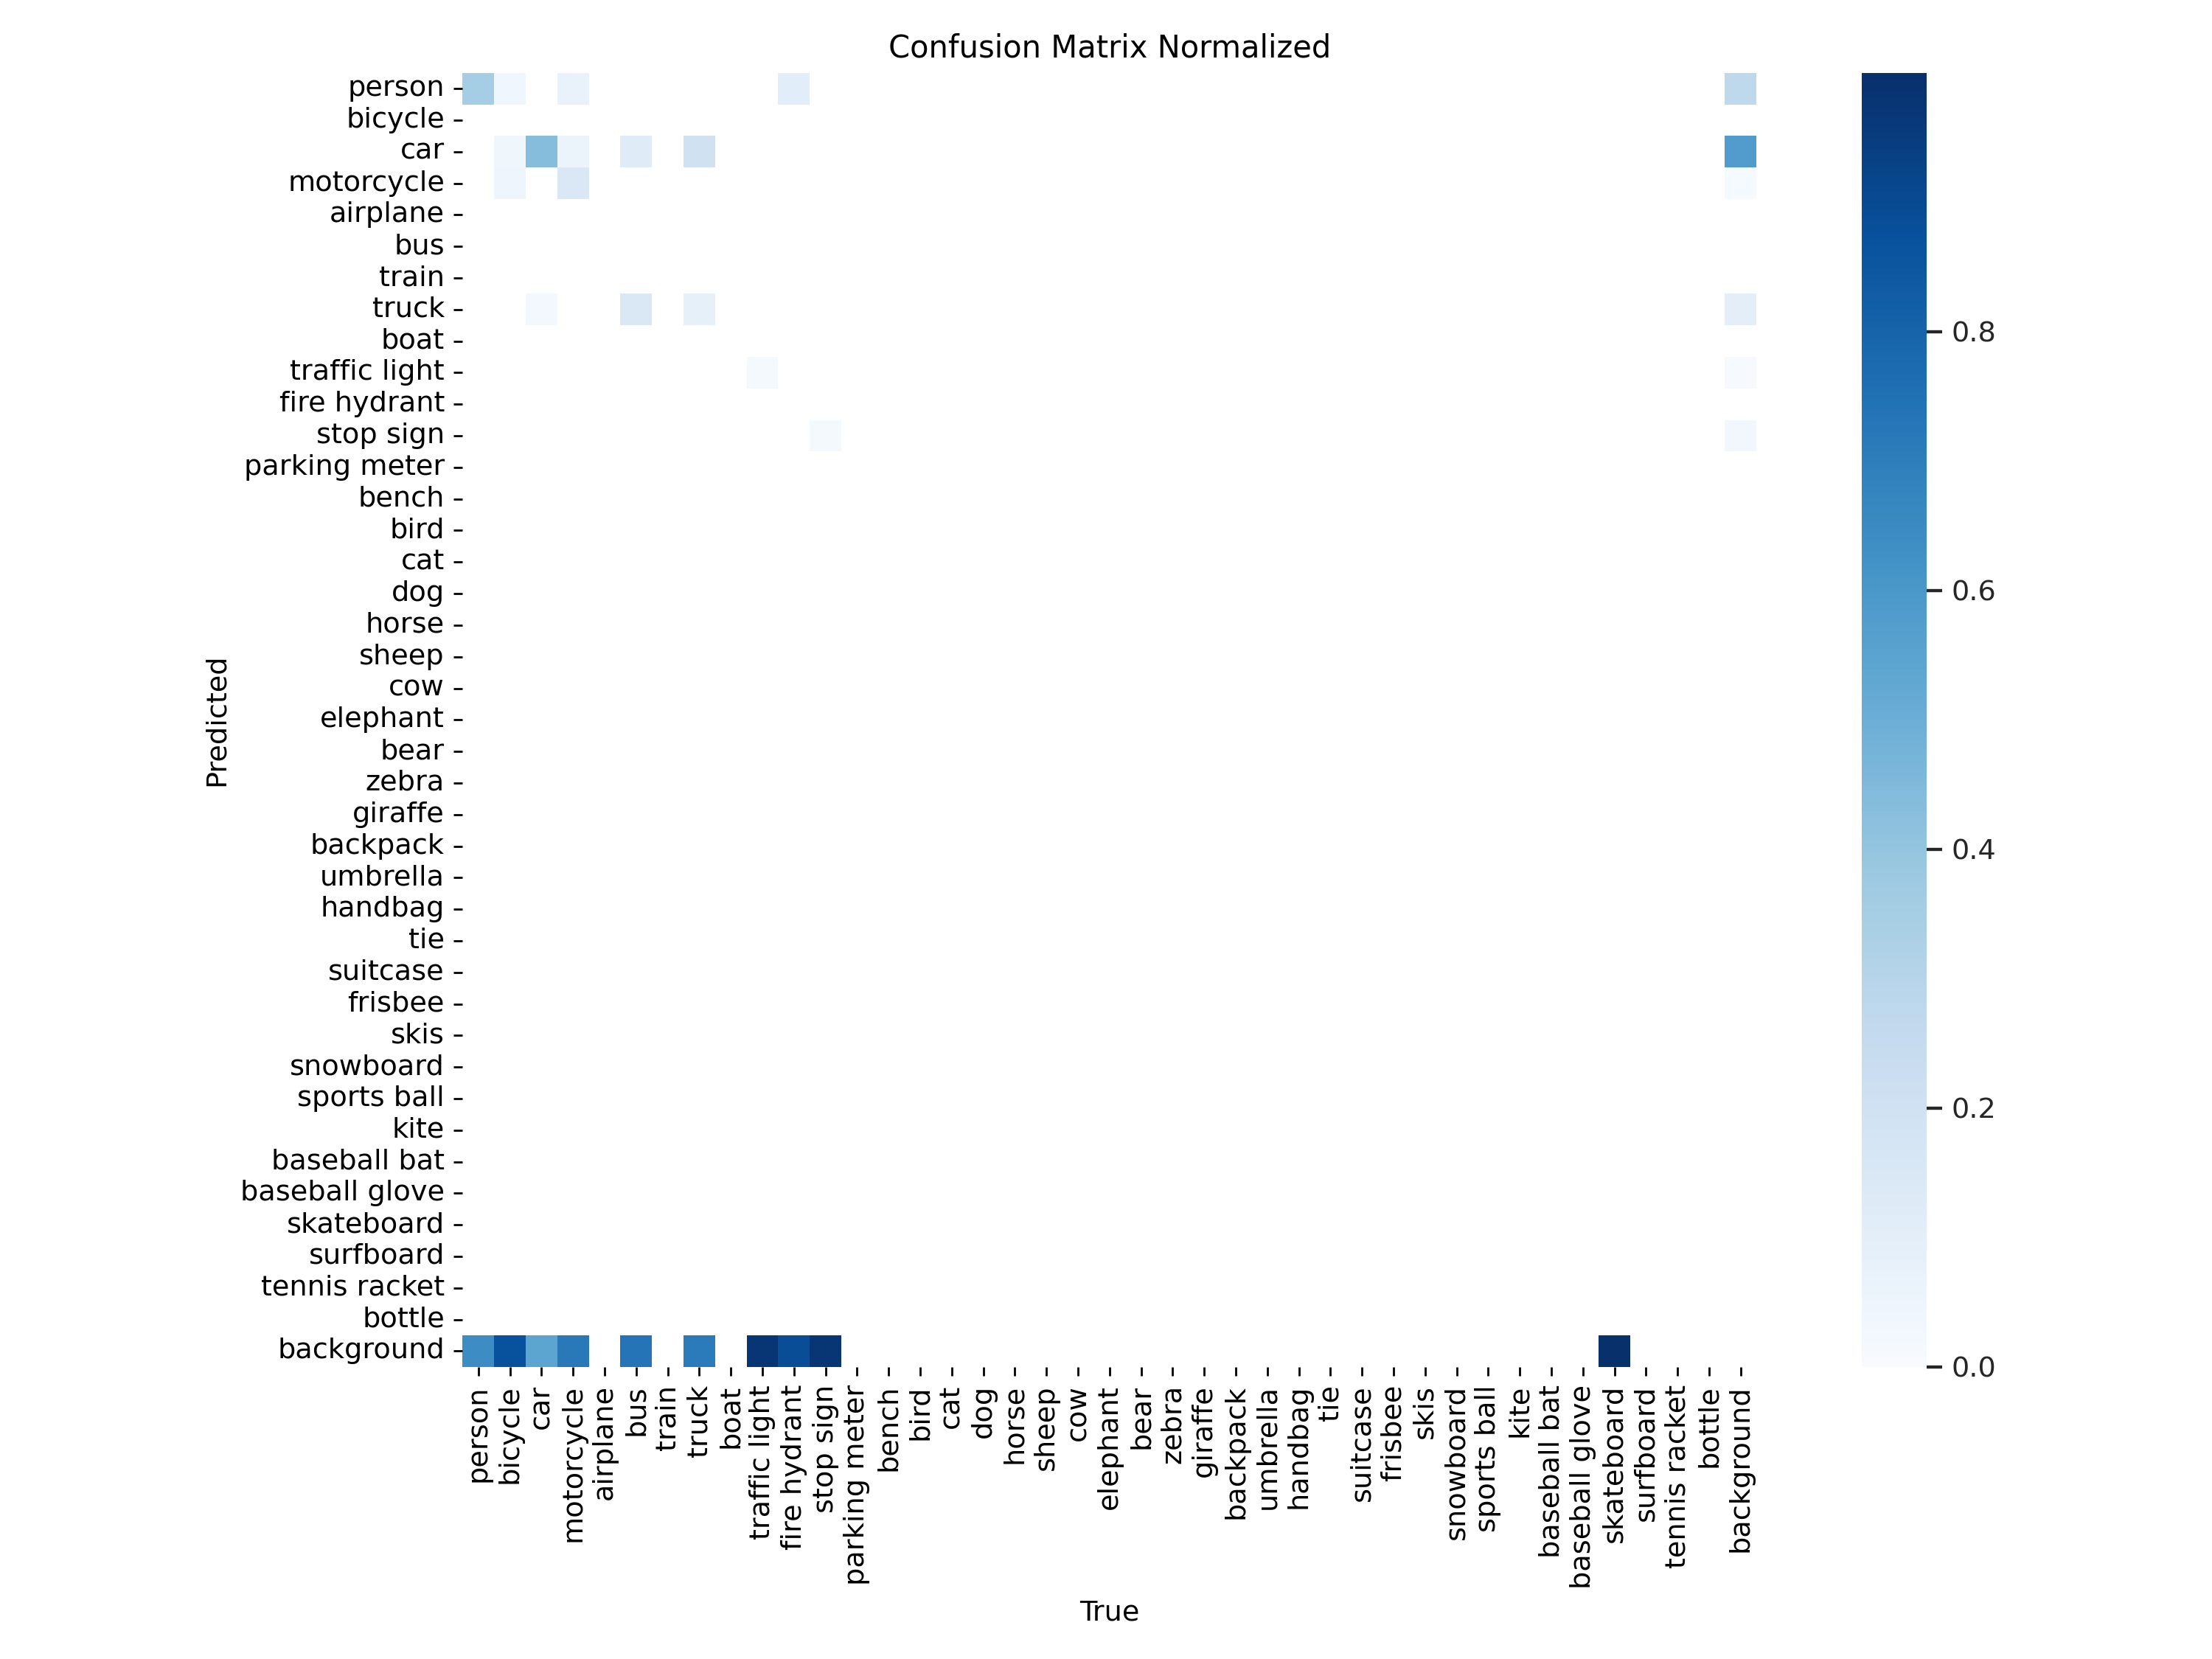 Confusion Matrix Normalized
person
bicycle
car
motorcycle
airplane
bus
train
truck
boat
traffic light
fire hydrant
stop sign
parking meter
bench
bird
cat
dog
horse
sheep
cow
elephant
bear
zebra
giraffe
backpack
umbrella
handbag
tie
suitcase
frisbee
skis
snowboard
sports ball
kite
baseball bat
baseball glove
skateboard
surfboard
tennis racket
bottle
background
Predicted
person
bicycle
car
motorcycle
airplane
bus
train
truck
boat
traffic light
fire hydrant
stop sign
parking meter
bench
bird
cat
dog
horse
sheep
cow
elephant
bear
zebra
giraffe
backpack
umbrella
handbag
tie
suitcase
frisbee
skis
snowboard
sports ball
kite
baseball bat
baseball glove
skateboard
surfboard
tennis racket
bottle
background
True
0.8
0.6
0.4
0.2
0.0